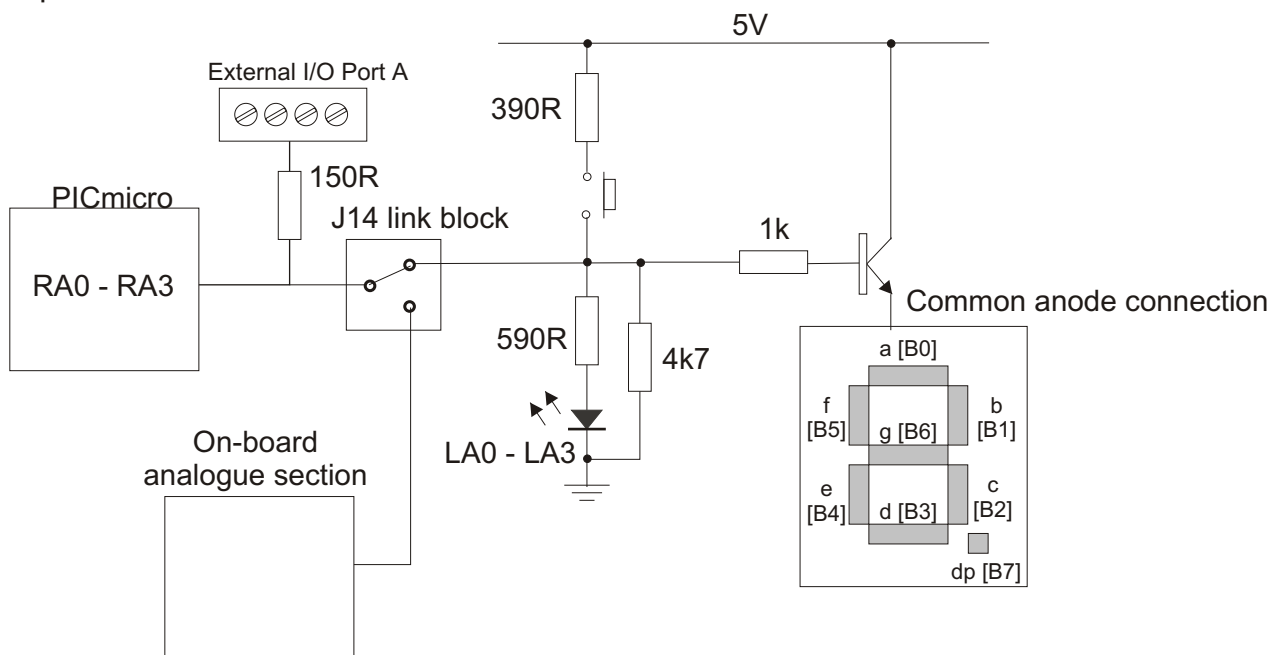 5V
External I/O Port A
390R
150R
PICmicro
J14 link block
1k
RA0 - RA3
Common anode connection
590R
4k7
a [B0]
f
[B5]
b
[B1]
g [B6]
LA0 - LA3
On-board
analogue section
e
[B4]
c
[B2]
d [B3]
dp [B7]